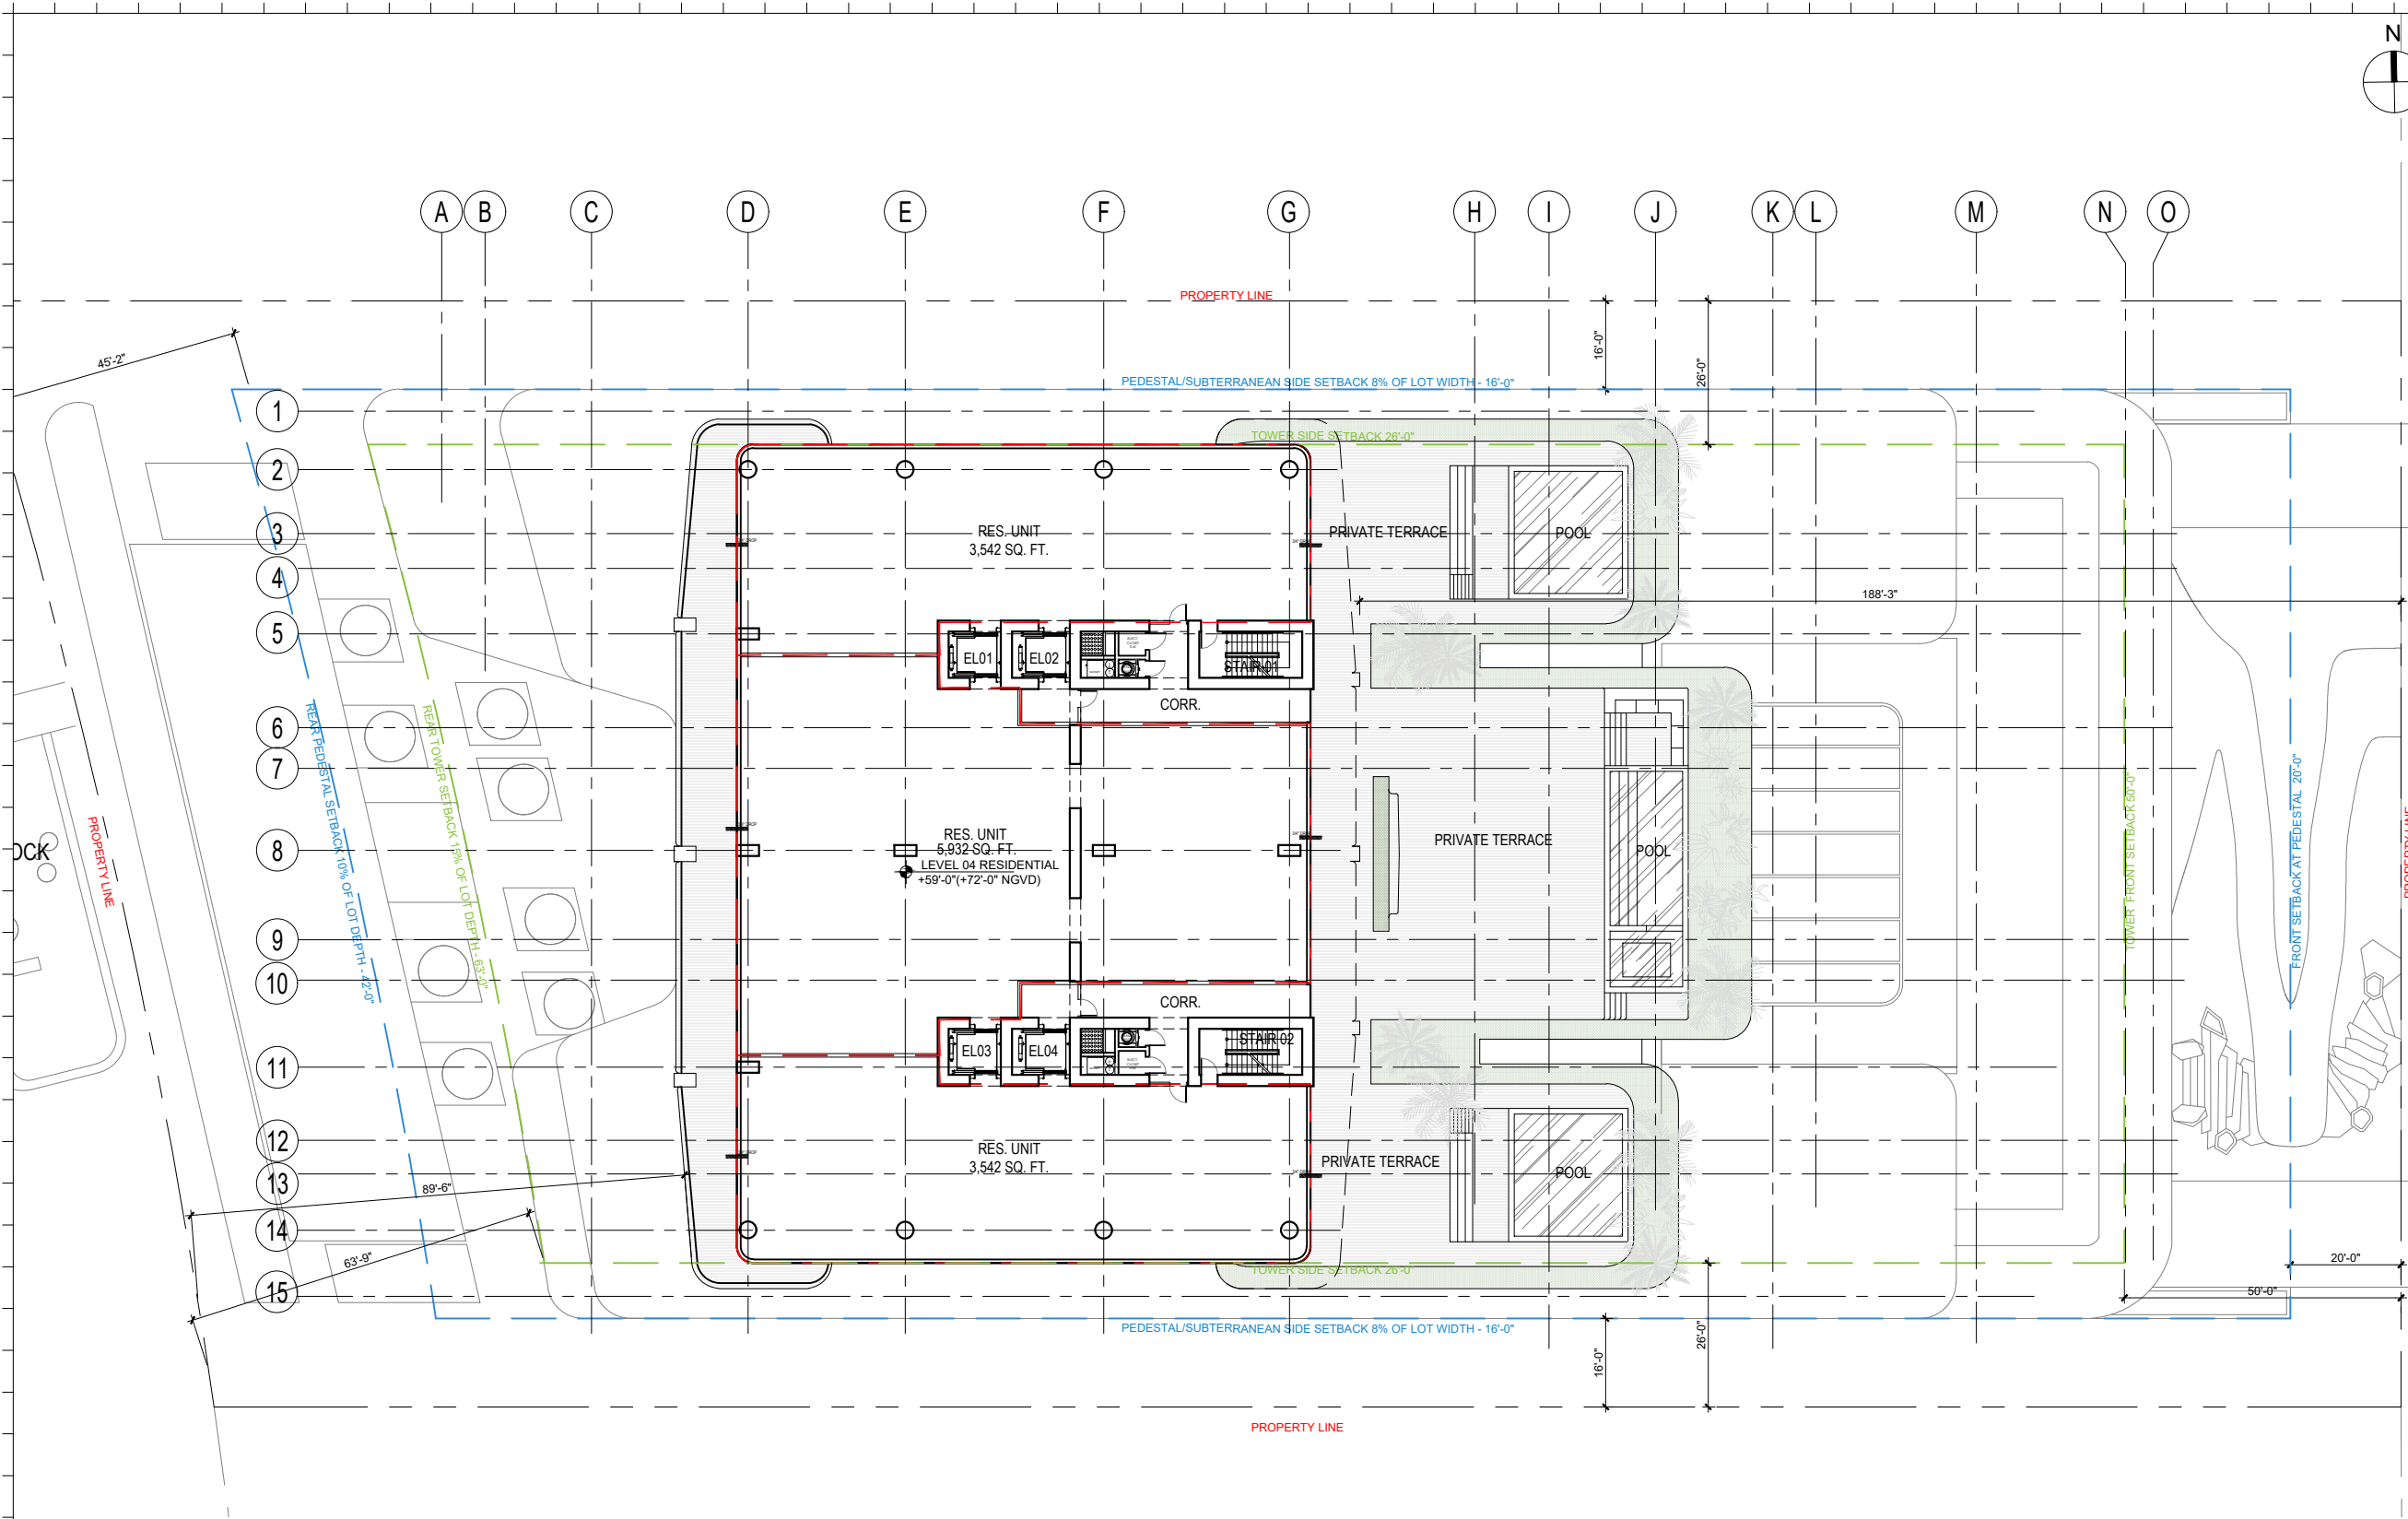 N
A
B
C
D
E
F
G
H
I
J
K
L
M
N
O
PROPERTY LINE
45'-2"
16'-0"
26'-0"
PEDESTAL/SUBTERRANEAN SIDE SETBACK 8% OF LOT WIDTH - 16'-0"
1
TOWER SIDE SETBACK 26'-0"
2
3
RES. UNIT
3,542 SQ. FT.
PRIVATE TERRACE
POOL
4
188'-3"
5
EL01
EL02
STAIR 01
CORR.
6
7
REAR PEDESTAL SETBACK 10% OF LOT DEPTH - 42'-0"
REAR TOWER SETBACK 15% OF LOT DEPTH - 63'-0"
PROPERTY LINE
OCK
8
RES. UNIT
5,932 SQ. FT.
LEVEL 04 RESIDENTIAL
+59'-0"(+72'-0" NGVD)
PRIVATE TERRACE
POOL
TOWER FRONT SETBACK 50'-0"
FRONT SETBACK AT PEDESTAL 20'-0"
PROPERTY LINE
9
10
CORR.
EL03
EL04
STAIR 02
11
12
RES. UNIT
3,542 SQ. FT.
PRIVATE TERRACE
POOL
13
89'-6"
14
63'-9"
15
TOWER SIDE SETBACK 26'-0"
20'-0"
50'-0"
PEDESTAL/SUBTERRANEAN SIDE SETBACK 8% OF LOT WIDTH - 16'-0"
16'-0"
26'-0"
PROPERTY LINE